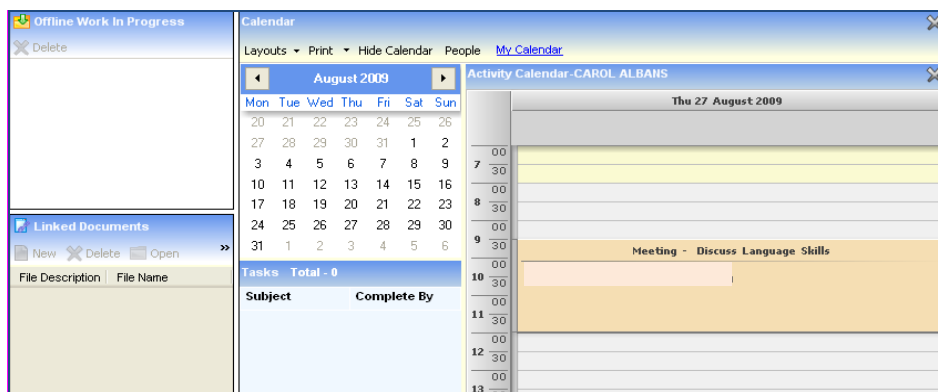 Offline Work In Progress
Delete
Linked Documents
New Delete Open »
File Description File Name
Calendar
Layouts Print Hide Calendar People My Calendar
August 2009
Mon Tue Wed Thu Fri Sat Sun
20 21 22 23 24 25 26
27 28 29 30 31 1 2
3 4 5 6 7 8 9
10 11 12 13 14 15 16
17 18 19 20 21 22 23
24 25 26 27 28 29 30
31 1 2 3 4 5 6
Tasks Total - 0
Subject Complete By
Activity Calendar-CAROL ALBANS
Thu 27 August 2009
7 00
30
8 00
30
9 00
30
Meeting - Discuss Language Skills
10 00
30
11 00
30
12 00
30
13 00